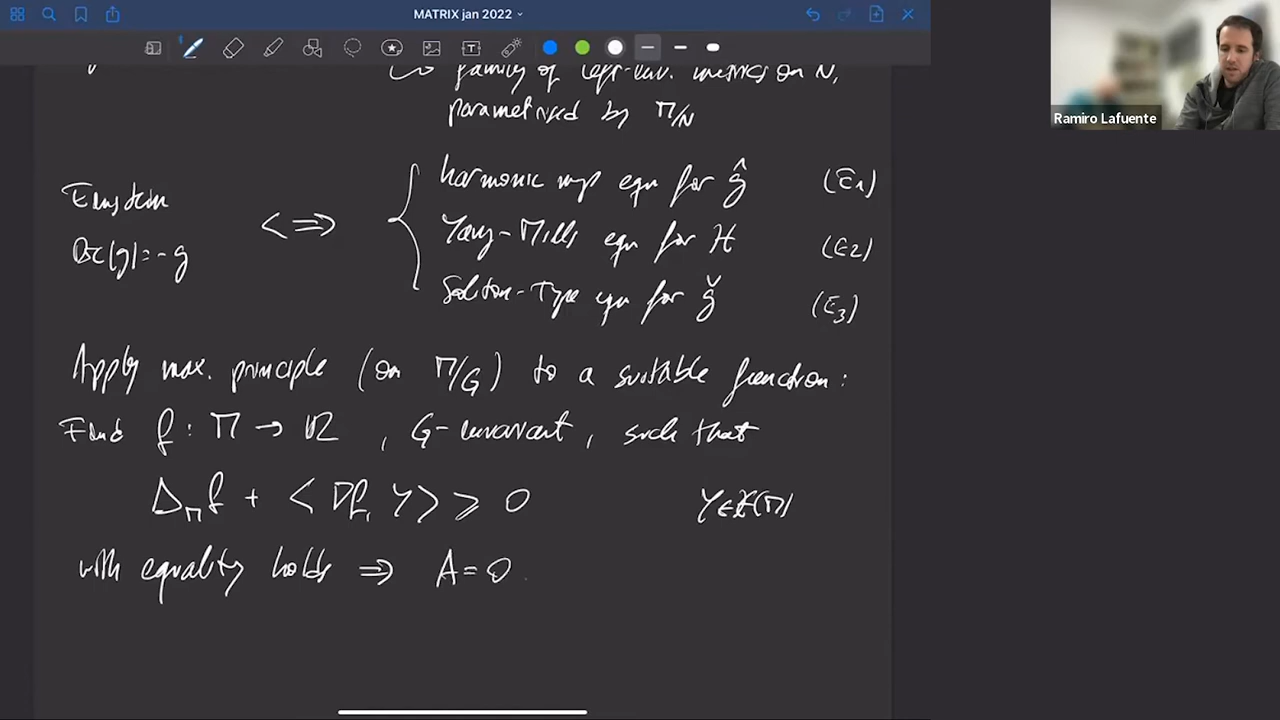 MATRIX jan 2022
Ramiro Lafuente
↳ family of left-inv. metrics on N,
parametrised by M/N
Einstein
Ric(g)=-g
<=>
harmonic map eqn for ĝ (E1)
Yang-Mills eqn for H (E2)
Soliton-Type eqn for ǧ (E3)
Apply max. principle (on M/G) to a suitable function:
Find f: M → ℝ, G-invariant, such that
Δ_M f + <∇f, Y> ≥ 0 Y∈𝔛(M)
with equality holds ⇒ A=0.